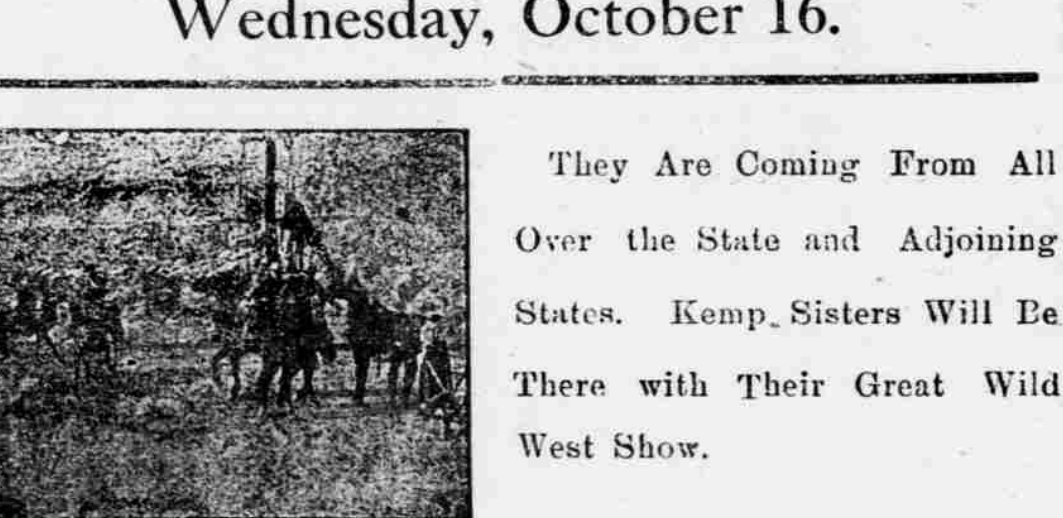 Wednesday, October 16.
They Are Coming From All
Over the State and Adjoining
States. Kemp Sisters Will Be
There with Their Great Wild
West Show.